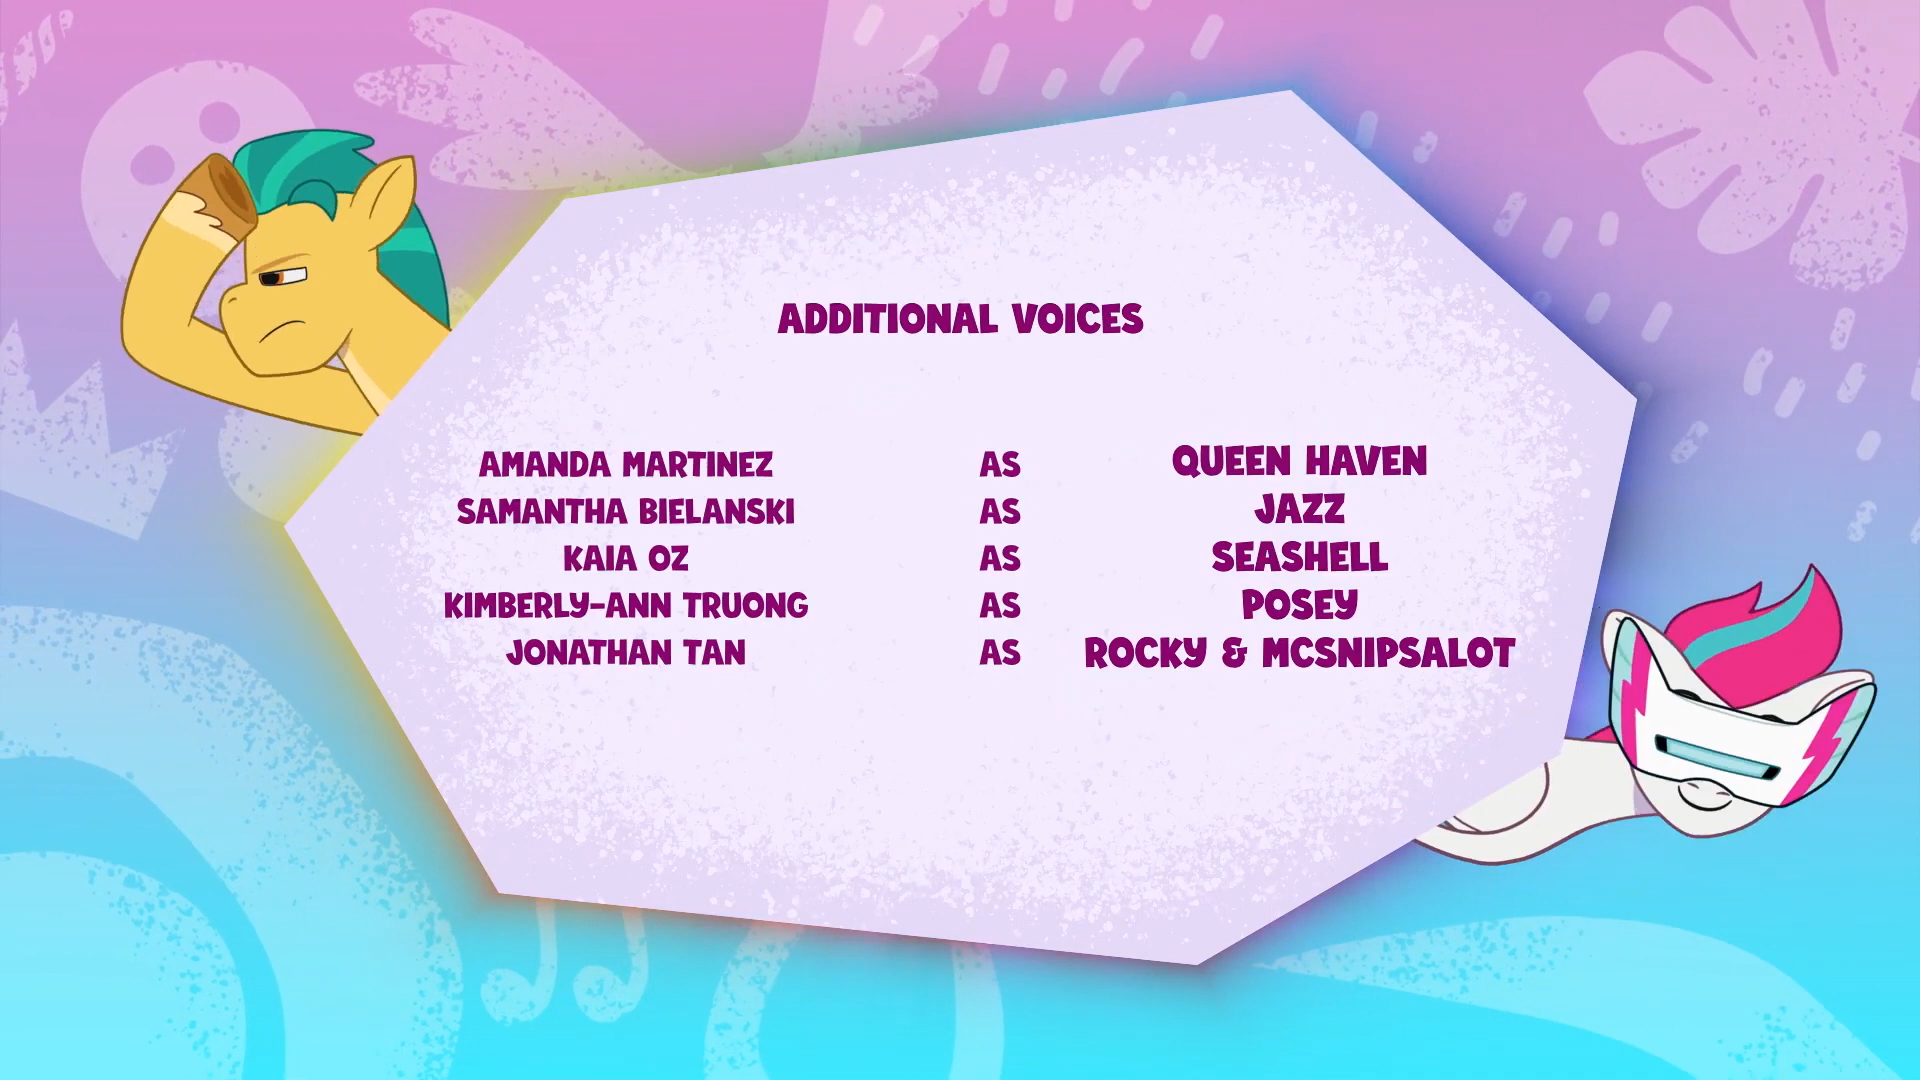 ADDITIONAL VOICES
AMANDA MARTINEZ AS QUEEN HAVEN
SAMANTHA BIELANSKI AS JAZZ
KAIA OZ AS SEASHELL
KIMBERLY-ANN TRUONG AS POSEY
JONATHAN TAN AS ROCKY & MCSNIPSALOT